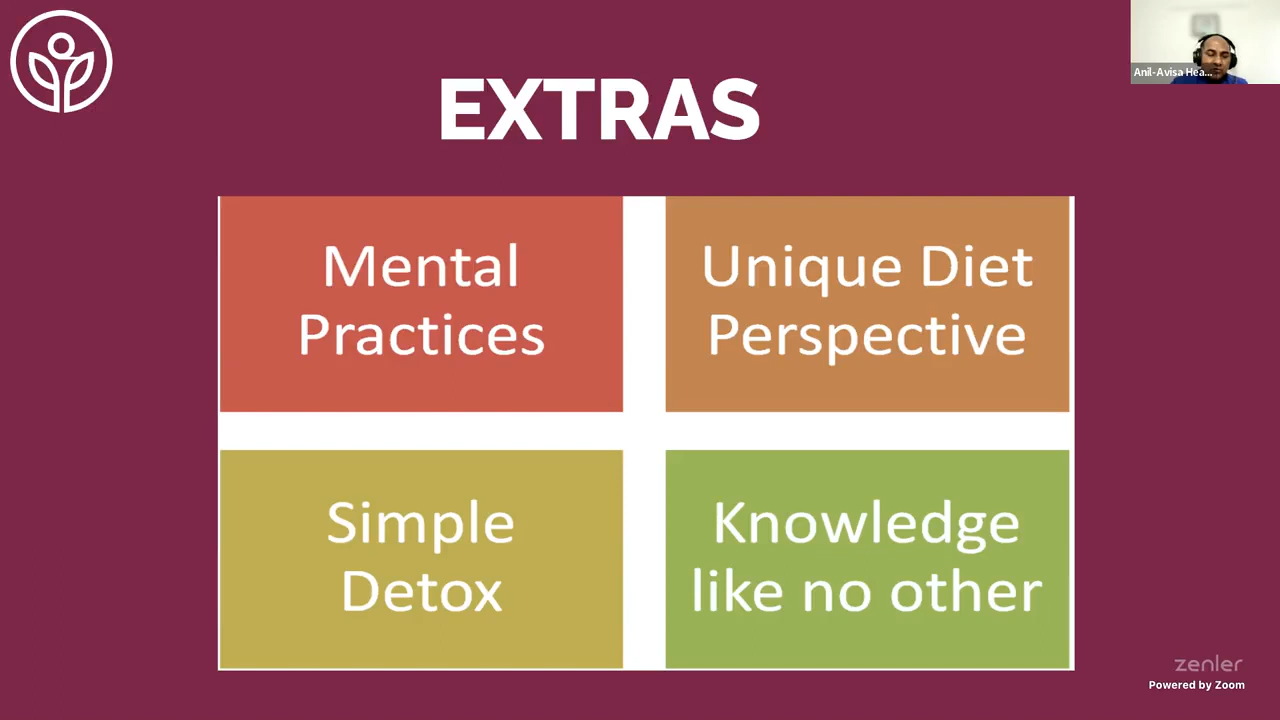 EXTRAS
Anil-Avisa Hea...
Mental
Practices
Unique Diet
Perspective
Simple
Detox
Knowledge
like no other
zenler
Powered by Zoom